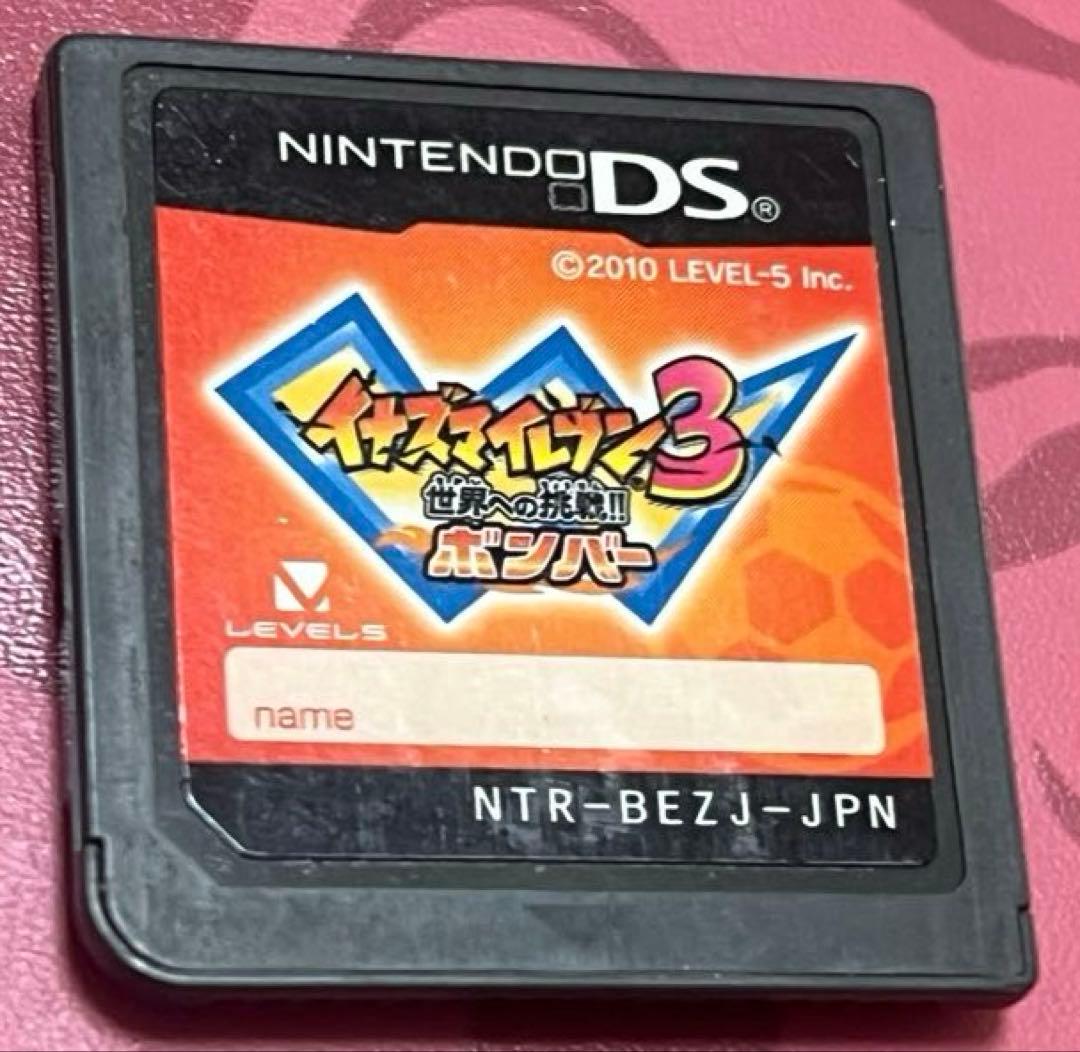 NINTENDO DS®
©2010 LEVEL-5 Inc.
イナズマイレブン3
世界への挑戦!!
ボンバー
LEVEL5
name
NTR-BEZJ-JPN